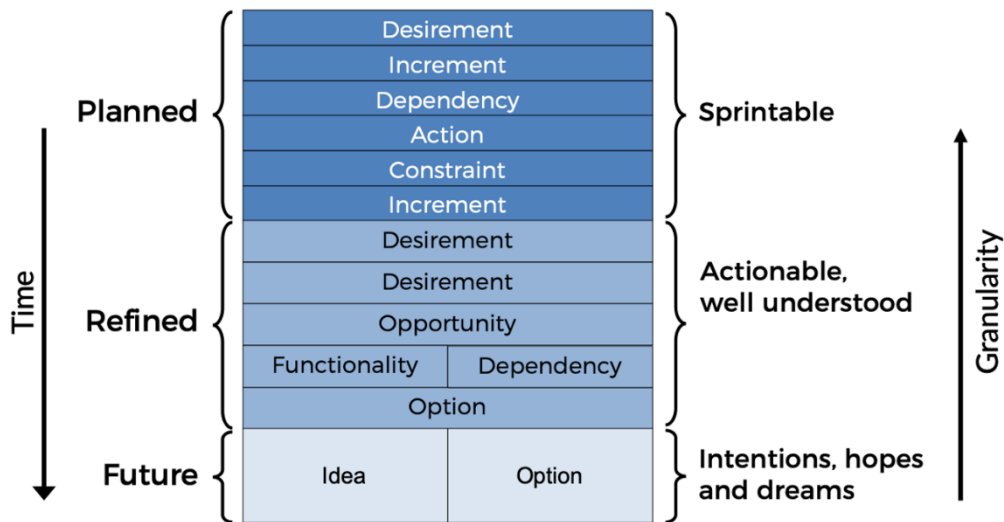 Desirement
Increment
Planned
Dependency
Sprintable
Action
Constraint
Increment
Desirement
Desirement
Actionable,
well understood
Refined
Opportunity
Functionality
Dependency
Option
Future
Idea
Option
Intentions, hopes
and dreams
Time
Granularity